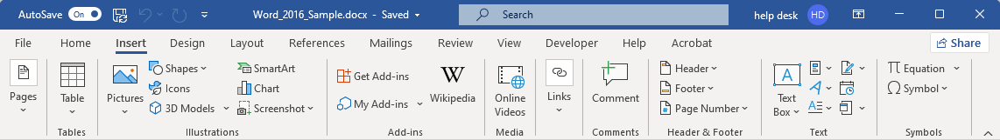 AutoSave On Word_2016_Sample.docx - Saved Search help desk HD
File Home Insert Design Layout References Mailings Review View Developer Help Acrobat Share
Pages
Table
Tables
Pictures
Shapes
Icons
3D Models
SmartArt
Chart
Screenshot
Illustrations
Get Add-ins
My Add-ins
W
Wikipedia
Add-ins
Online
Videos
Media
Links
Comment
Comments
Header
Footer
Page Number
#
Header & Footer
A
Text
Box
A
A
Text
π Equation
Ω Symbol
Symbols